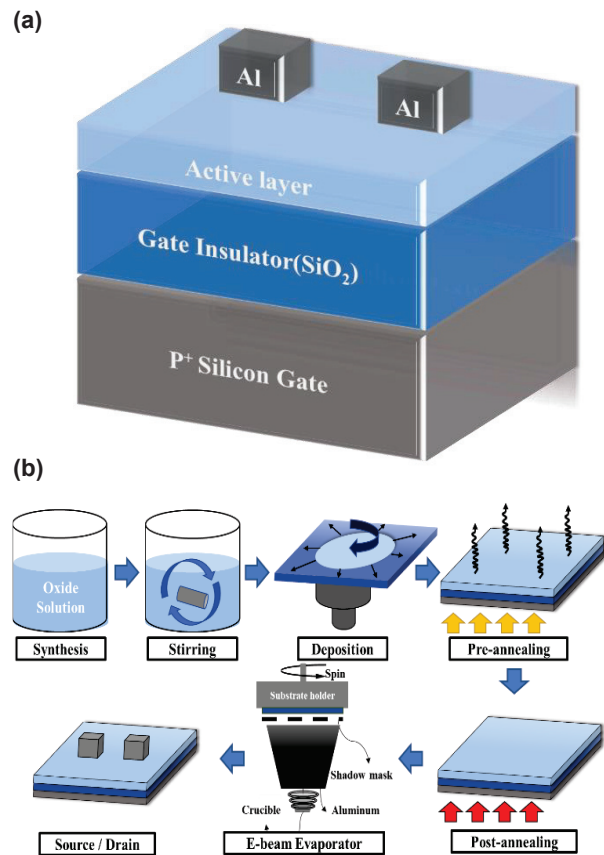 (a)
Al
Al
Active layer
Gate Insulator(SiO₂)
P⁺ Silicon Gate
(b)
Oxide
Solution
Synthesis
Stirring
Deposition
Pre-annealing
Spin
Substrate holder
Shadow mask
Crucible
Aluminum
Source / Drain
E-beam Evaporator
Post-annealing